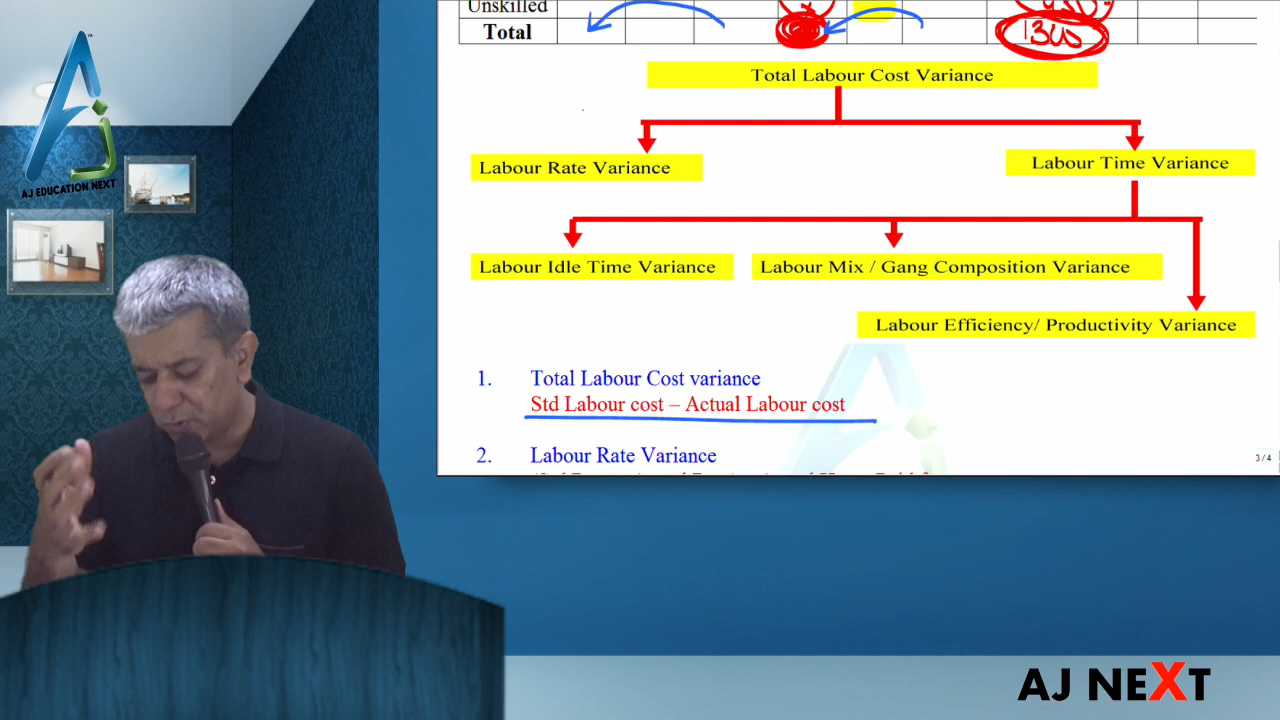 Unskilled
Total
1340
Total Labour Cost Variance
Labour Rate Variance
Labour Time Variance
Labour Idle Time Variance
Labour Mix / Gang Composition Variance
Labour Efficiency/ Productivity Variance
1. Total Labour Cost variance
Std Labour cost – Actual Labour cost
2. Labour Rate Variance
3/4
AJ EDUCATION NEXT
AJ NEXT